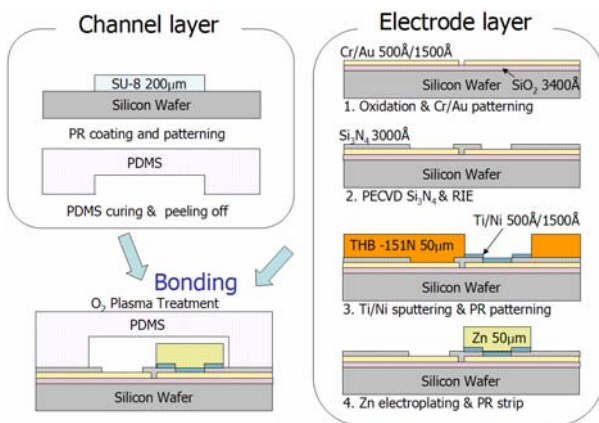 Channel layer
SU-8 200µm
Silicon Wafer
PR coating and patterning
PDMS
PDMS curing & peeling off
Bonding
O₂ Plasma Treatment
PDMS
Silicon Wafer
Electrode layer
Cr/Au 500Å/1500Å
Silicon Wafer
SiO₂ 3400Å
1. Oxidation & Cr/Au patterning
Si₃N₄ 3000Å
Silicon Wafer
2. PECVD Si₃N₄ & RIE
Ti/Ni 500Å/1500Å
THB -151N 50µm
Silicon Wafer
3. Ti/Ni sputtering & PR patterning
Zn 50µm
Silicon Wafer
4. Zn electroplating & PR strip